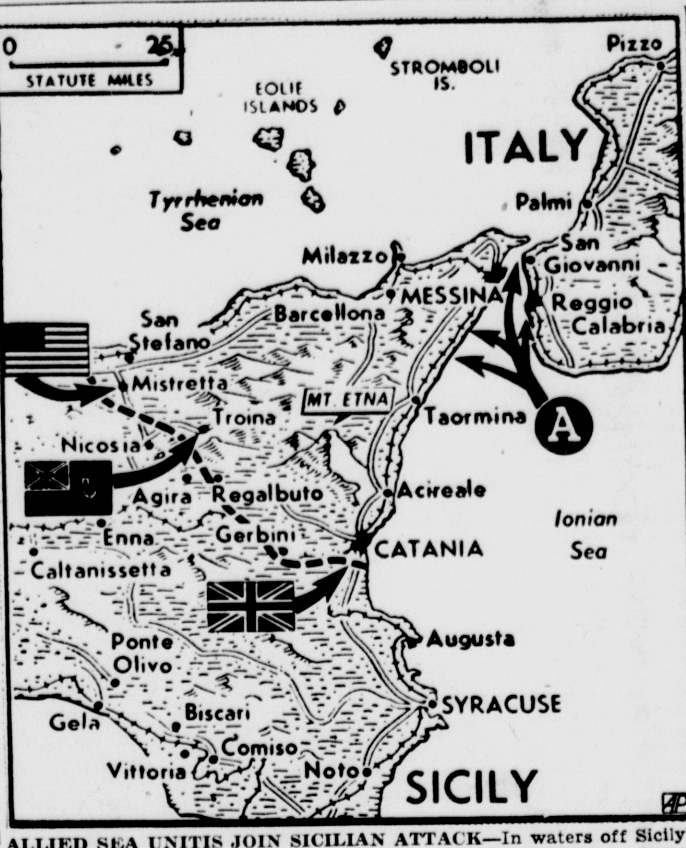 0 25
STATUTE MILES
EOLIE
ISLANDS
STROMBOLI
IS.
Pizzo
ITALY
Tyrrhenian
Sea
Palmi
San
Giovanni
Milazzo
MESSINA
Reggio
Calabria
Barcellona
San
Stefano
Mistretta
MT. ETNA
Taormina
A
Troina
Nicosia
Agira
Regalbuto
Acireale
Ionian
Sea
Enna
Gerbini
CATANIA
Caltanissetta
Augusta
Ponte
Olivo
SYRACUSE
Gela
Biscari
Comiso
Vittoria
Noto
SICILY
AP
ALLIED SEA UNITIS JOIN SICILIAN ATTACK—In waters off Sicily